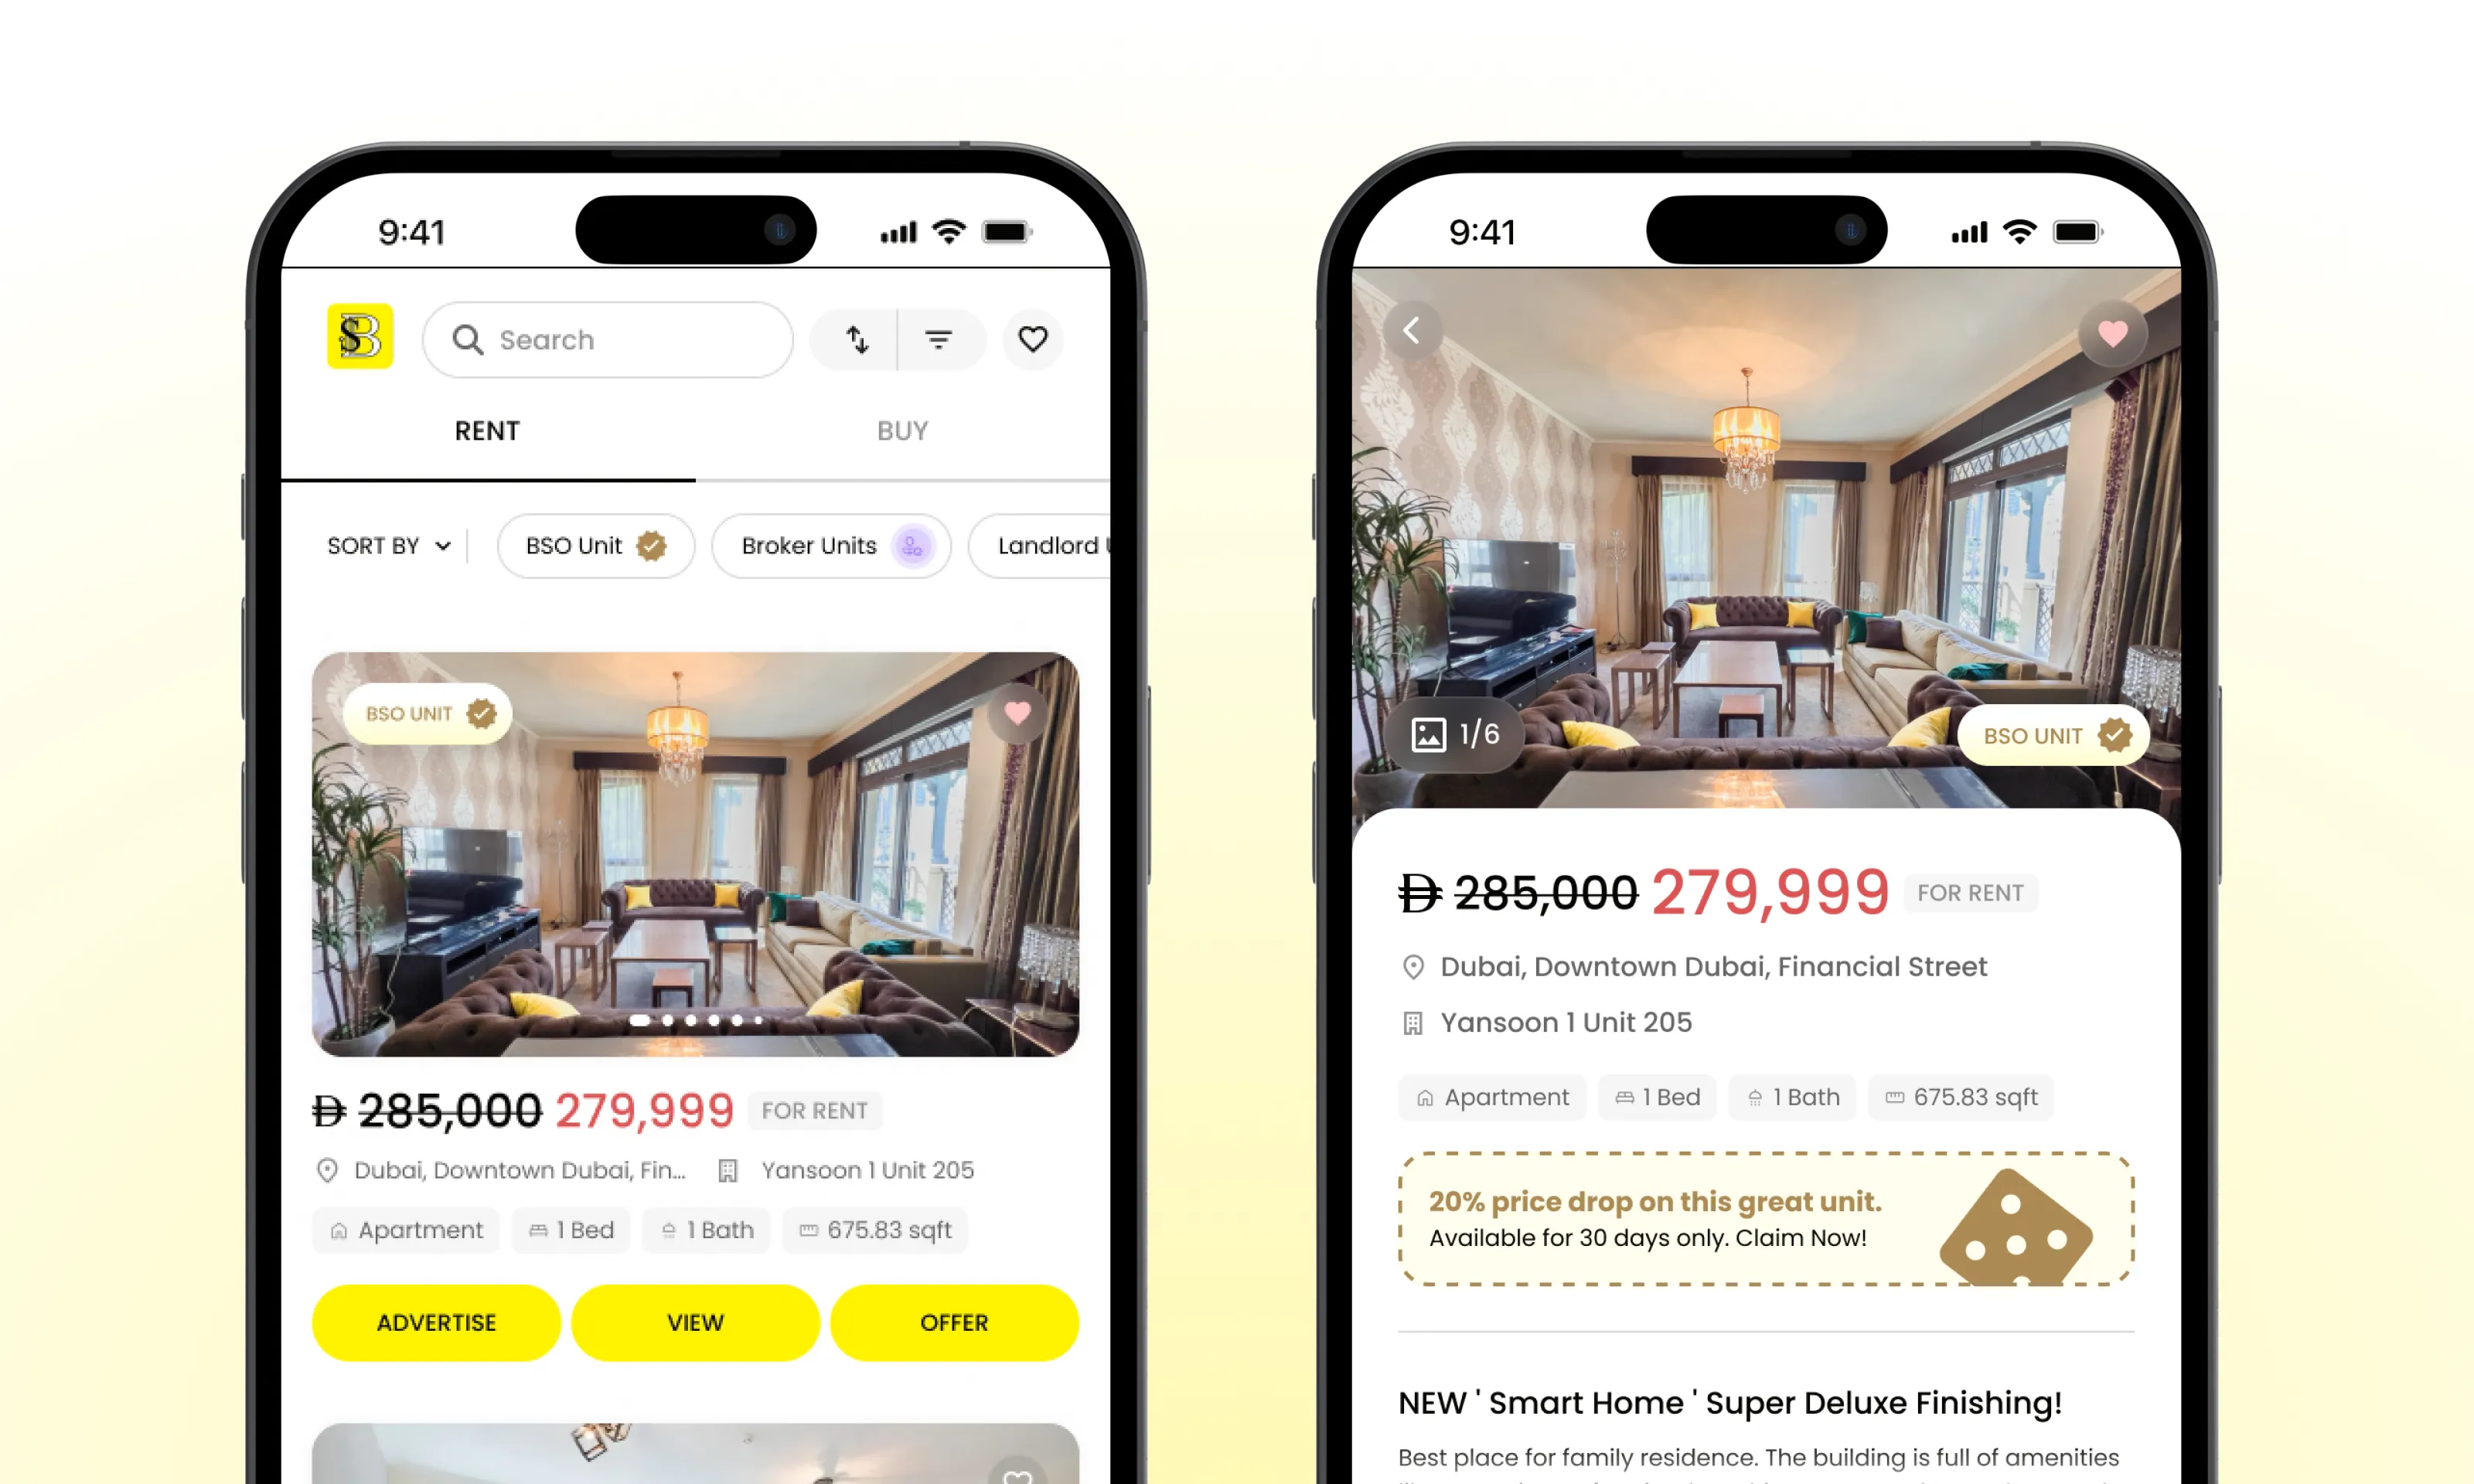 9:41
Search
RENT
BUY
SORT BY
BSO Unit
Broker Units
Landlord
BSO UNIT
285,000 279,999 FOR RENT
Dubai, Downtown Dubai, Fin... Yansoon 1 Unit 205
Apartment 1 Bed 1 Bath 675.83 sqft
ADVERTISE VIEW OFFER
9:41
1/6
BSO UNIT
285,000 279,999 FOR RENT
Dubai, Downtown Dubai, Financial Street
Yansoon 1 Unit 205
Apartment 1 Bed 1 Bath 675.83 sqft
20% price drop on this great unit.
Available for 30 days only. Claim Now!
NEW ' Smart Home ' Super Deluxe Finishing!
Best place for family residence. The building is full of amenities